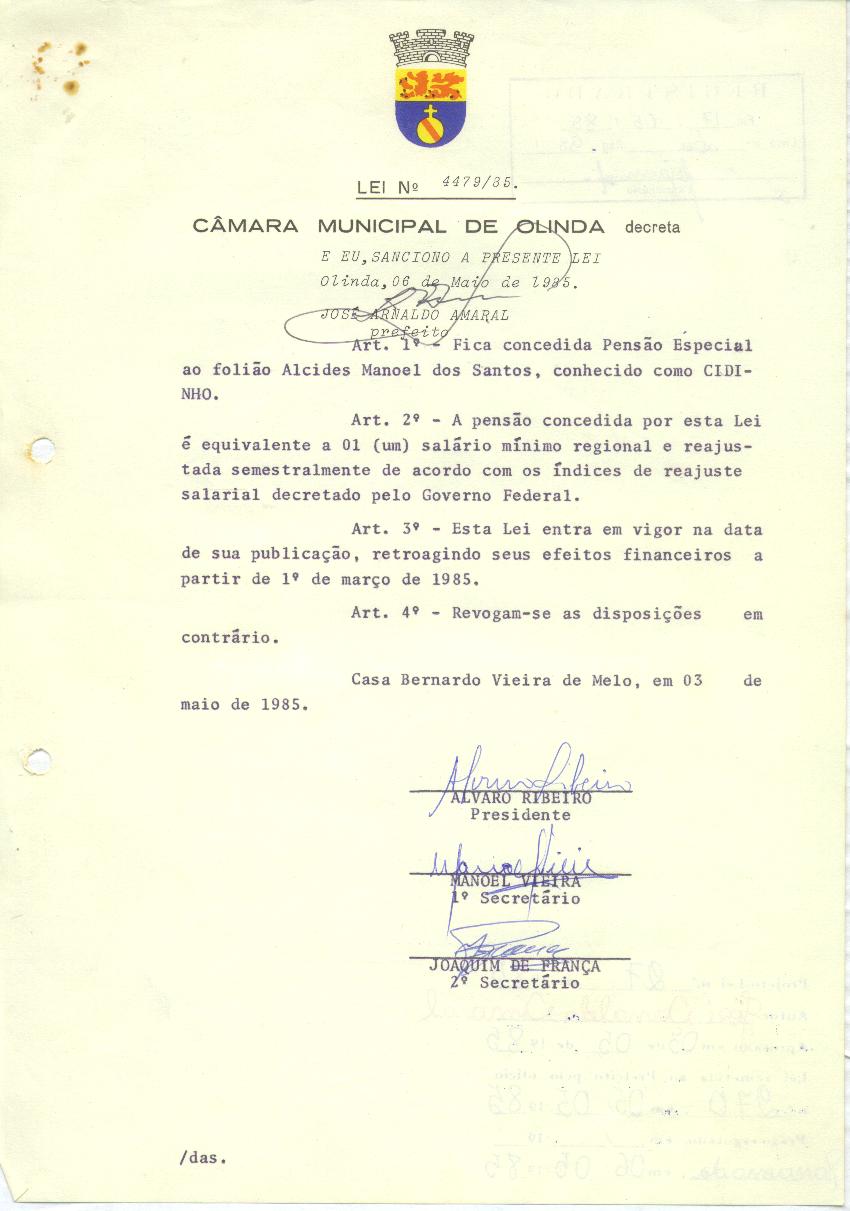 LEI Nº 4479/85.
CÂMARA MUNICIPAL DE OLINDA decreta
E EU, SANCIONO A PRESENTE LEI
Olinda, 06 de Maio de 1985.
JOSÉ ARNALDO AMARAL
prefeito
Art. 1º - Fica concedida Pensão Especial
ao folião Alcides Manoel dos Santos, conhecido como CIDI-
NHO.
Art. 2º - A pensão concedida por esta Lei
é equivalente a 01 (um) salário mínimo regional e reajus-
tada semestralmente de acordo com os índices de reajuste
salarial decretado pelo Governo Federal.
Art. 3º - Esta Lei entra em vigor na data
de sua publicação, retroagindo seus efeitos financeiros a
partir de 1º de março de 1985.
Art. 4º - Revogam-se as disposições em
contrário.
Casa Bernardo Vieira de Melo, em 03 de
maio de 1985.
ALVARO RIBEIRO
Presidente
MANOEL VIEIRA
1º Secretário
JOAQUIM DE FRANÇA
2º Secretário
/das.